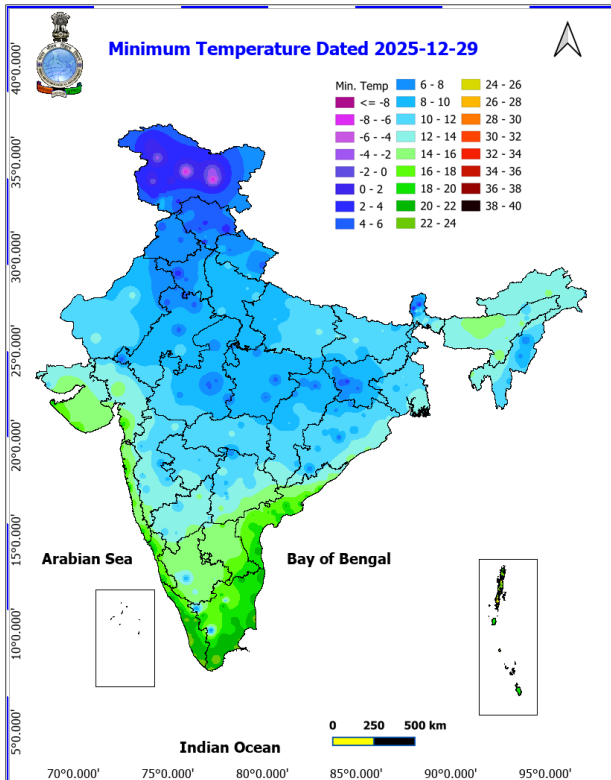 Minimum Temperature Dated 2025-12-29
Min. Temp
<= -8
-8 - -6
-6 - -4
-4 - -2
-2 - 0
0 - 2
2 - 4
4 - 6
6 - 8
8 - 10
10 - 12
12 - 14
14 - 16
16 - 18
18 - 20
20 - 22
22 - 24
24 - 26
26 - 28
28 - 30
30 - 32
32 - 34
34 - 36
36 - 38
38 - 40
40°0.000'
35°0.000'
30°0.000'
25°0.000'
20°0.000'
15°0.000'
10°0.000'
5°0.000'
Arabian Sea
Bay of Bengal
Indian Ocean
0 250 500 km
70°0.000' 75°0.000' 80°0.000' 85°0.000' 90°0.000' 95°0.000'